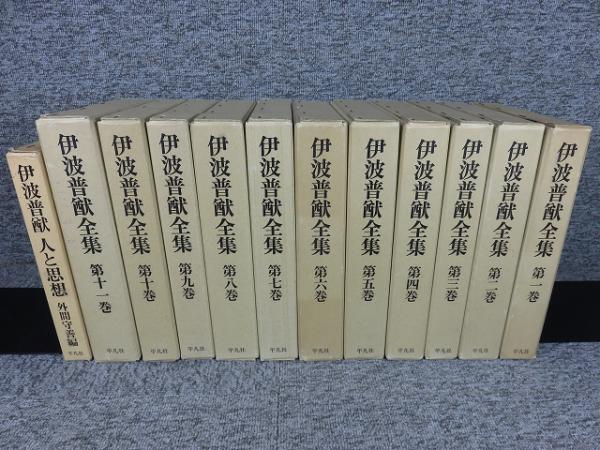 伊波普猷 人と思想 外間守善編 平凡社
伊波普猷全集 第十一巻 平凡社
伊波普猷全集 第十巻 平凡社
伊波普猷全集 第九巻 平凡社
伊波普猷全集 第八巻 平凡社
伊波普猷全集 第七巻 平凡社
伊波普猷全集 第六巻 平凡社
伊波普猷全集 第五巻 平凡社
伊波普猷全集 第四巻 平凡社
伊波普猷全集 第三巻 平凡社
伊波普猷全集 第二巻 平凡社
伊波普猷全集 第一巻 平凡社